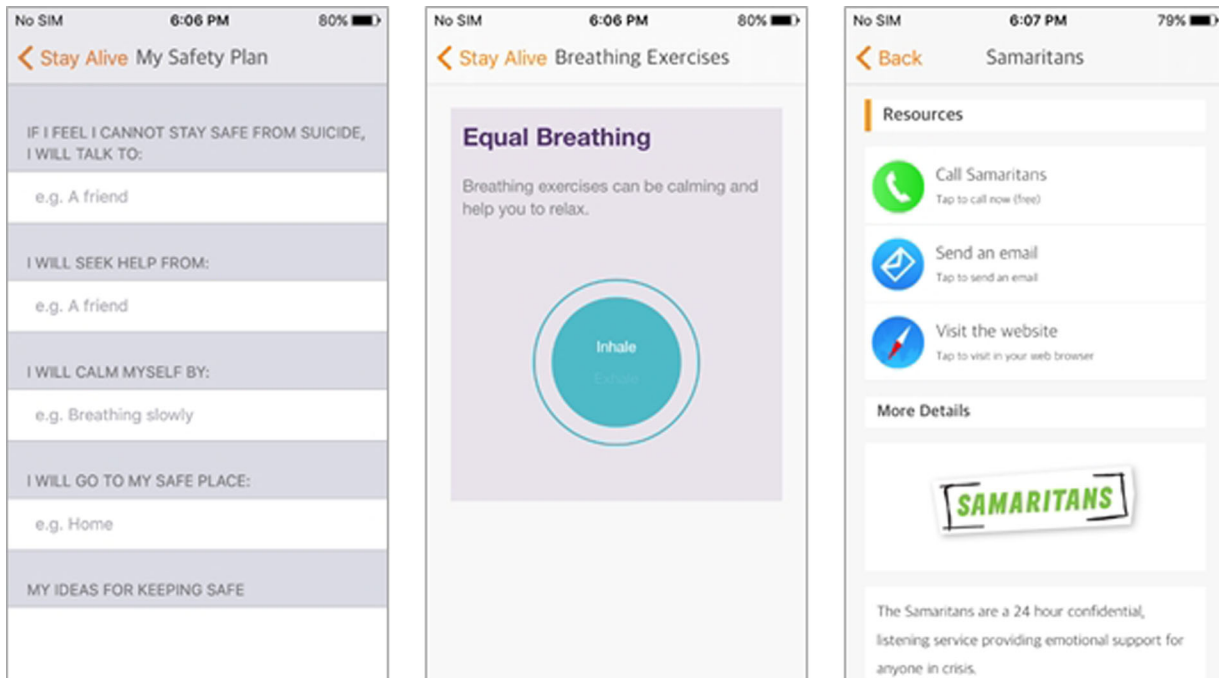 No SIM 6:06 PM 80%
Stay Alive My Safety Plan
IF I FEEL I CANNOT STAY SAFE FROM SUICIDE,
I WILL TALK TO:
e.g. A friend
I WILL SEEK HELP FROM:
e.g. A friend
I WILL CALM MYSELF BY:
e.g. Breathing slowly
I WILL GO TO MY SAFE PLACE:
e.g. Home
MY IDEAS FOR KEEPING SAFE
No SIM 6:06 PM 80%
Stay Alive Breathing Exercises
Equal Breathing
Breathing exercises can be calming and
help you to relax.
Inhale
Exhale
No SIM 6:07 PM 79%
Back Samaritans
Resources
Call Samaritans
Tap to call now (free)
Send an email
Tap to send an email
Visit the website
Tap to visit in your web browser
More Details
SAMARITANS
The Samaritans are a 24 hour confidential,
listening service providing emotional support for
anyone in crisis.